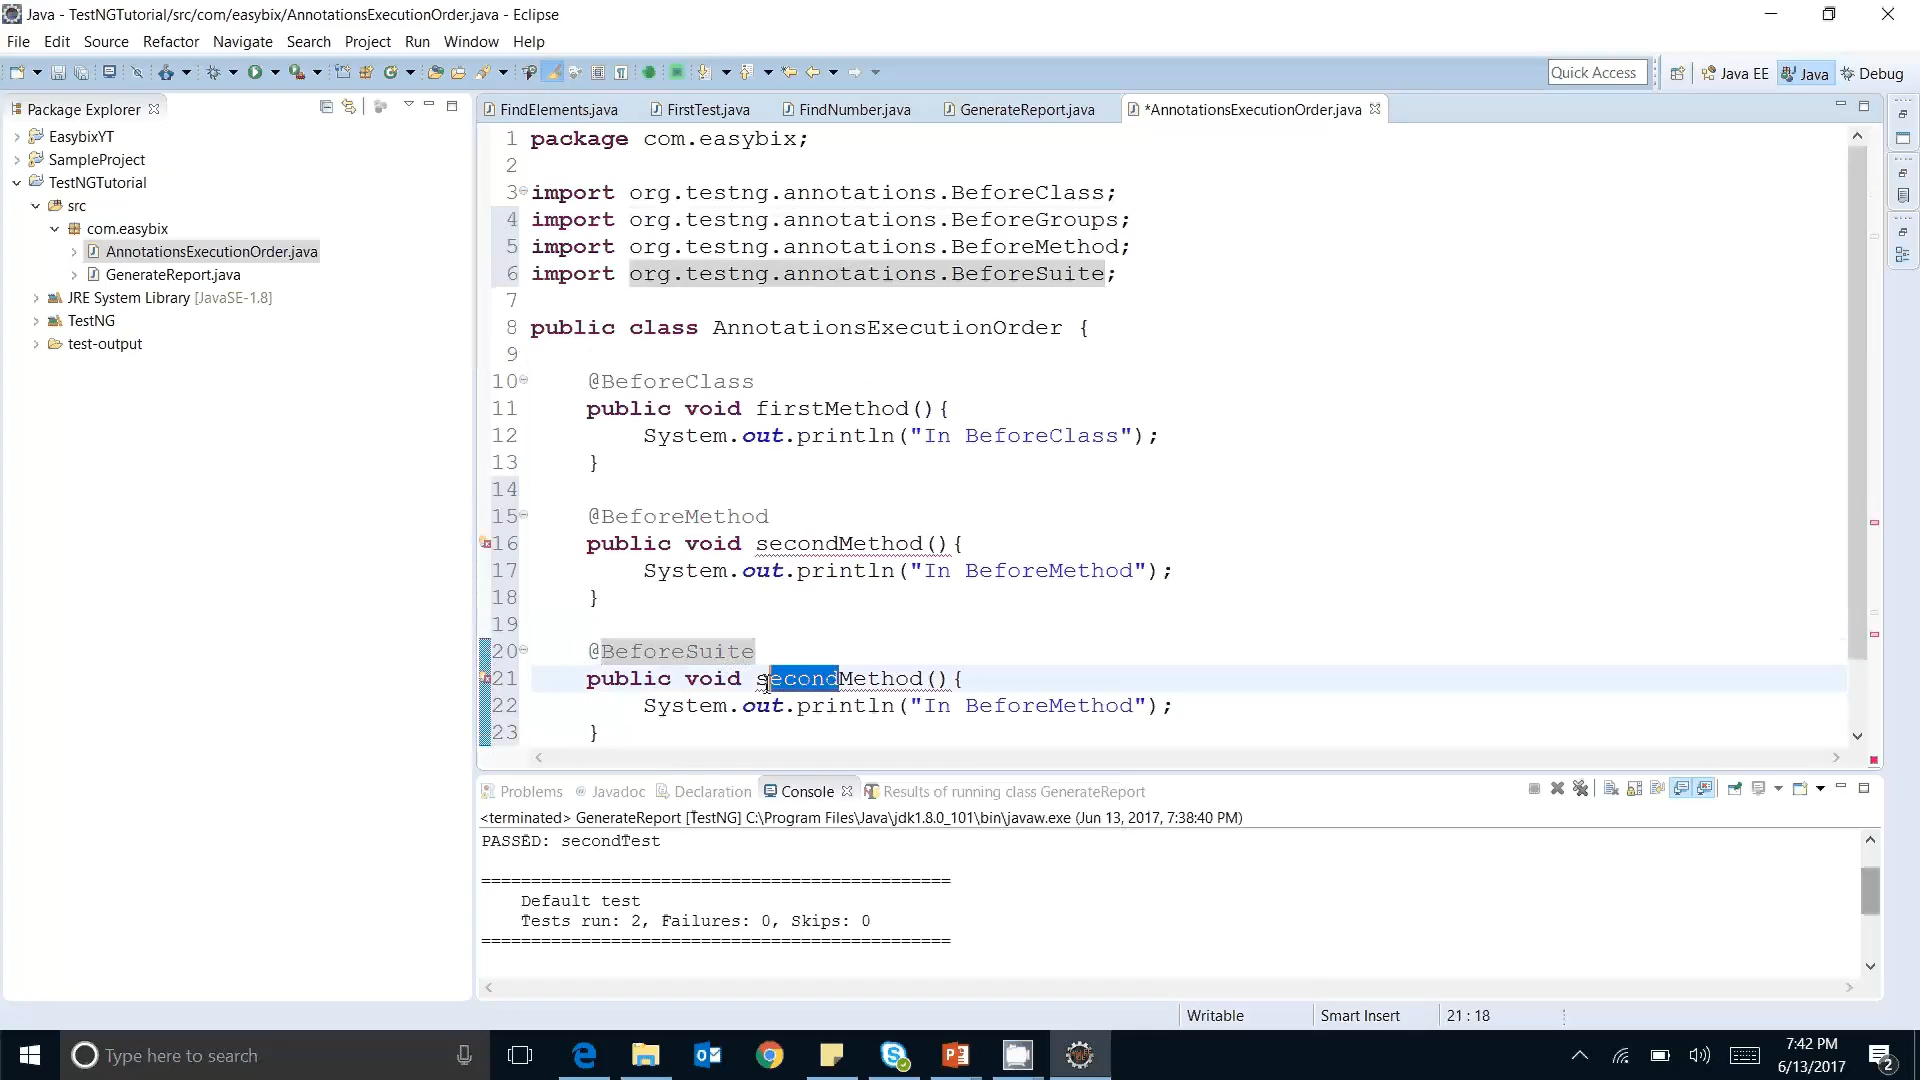 Java - TestNGTutorial/src/com/easybix/AnnotationsExecutionOrder.java - Eclipse
File Edit Source Refactor Navigate Search Project Run Window Help
Quick Access Java EE Java Debug
Package Explorer
EasybixYT
SampleProject
TestNGTutorial
src
com.easybix
AnnotationsExecutionOrder.java
GenerateReport.java
JRE System Library [JavaSE-1.8]
TestNG
test-output
FindElements.java FirstTest.java FindNumber.java GenerateReport.java *AnnotationsExecutionOrder.java
1 package com.easybix;
2
3 import org.testng.annotations.BeforeClass;
4 import org.testng.annotations.BeforeGroups;
5 import org.testng.annotations.BeforeMethod;
6 import org.testng.annotations.BeforeSuite;
7
8 public class AnnotationsExecutionOrder {
9
10 @BeforeClass
11 public void firstMethod(){
12 System.out.println("In BeforeClass");
13 }
14
15 @BeforeMethod
16 public void secondMethod(){
17 System.out.println("In BeforeMethod");
18 }
19
20 @BeforeSuite
21 public void secondMethod(){
22 System.out.println("In BeforeMethod");
23 }
Problems @ Javadoc Declaration Console Results of running class GenerateReport
<terminated> GenerateReport [TestNG] C:\Program Files\Java\jdk1.8.0_101\bin\javaw.exe (Jun 13, 2017, 7:38:40 PM)
PASSED: secondTest
===============================================
Default test
Tests run: 2, Failures: 0, Skips: 0
===============================================
Writable Smart Insert 21 : 18
Type here to search
7:42 PM
6/13/2017
2